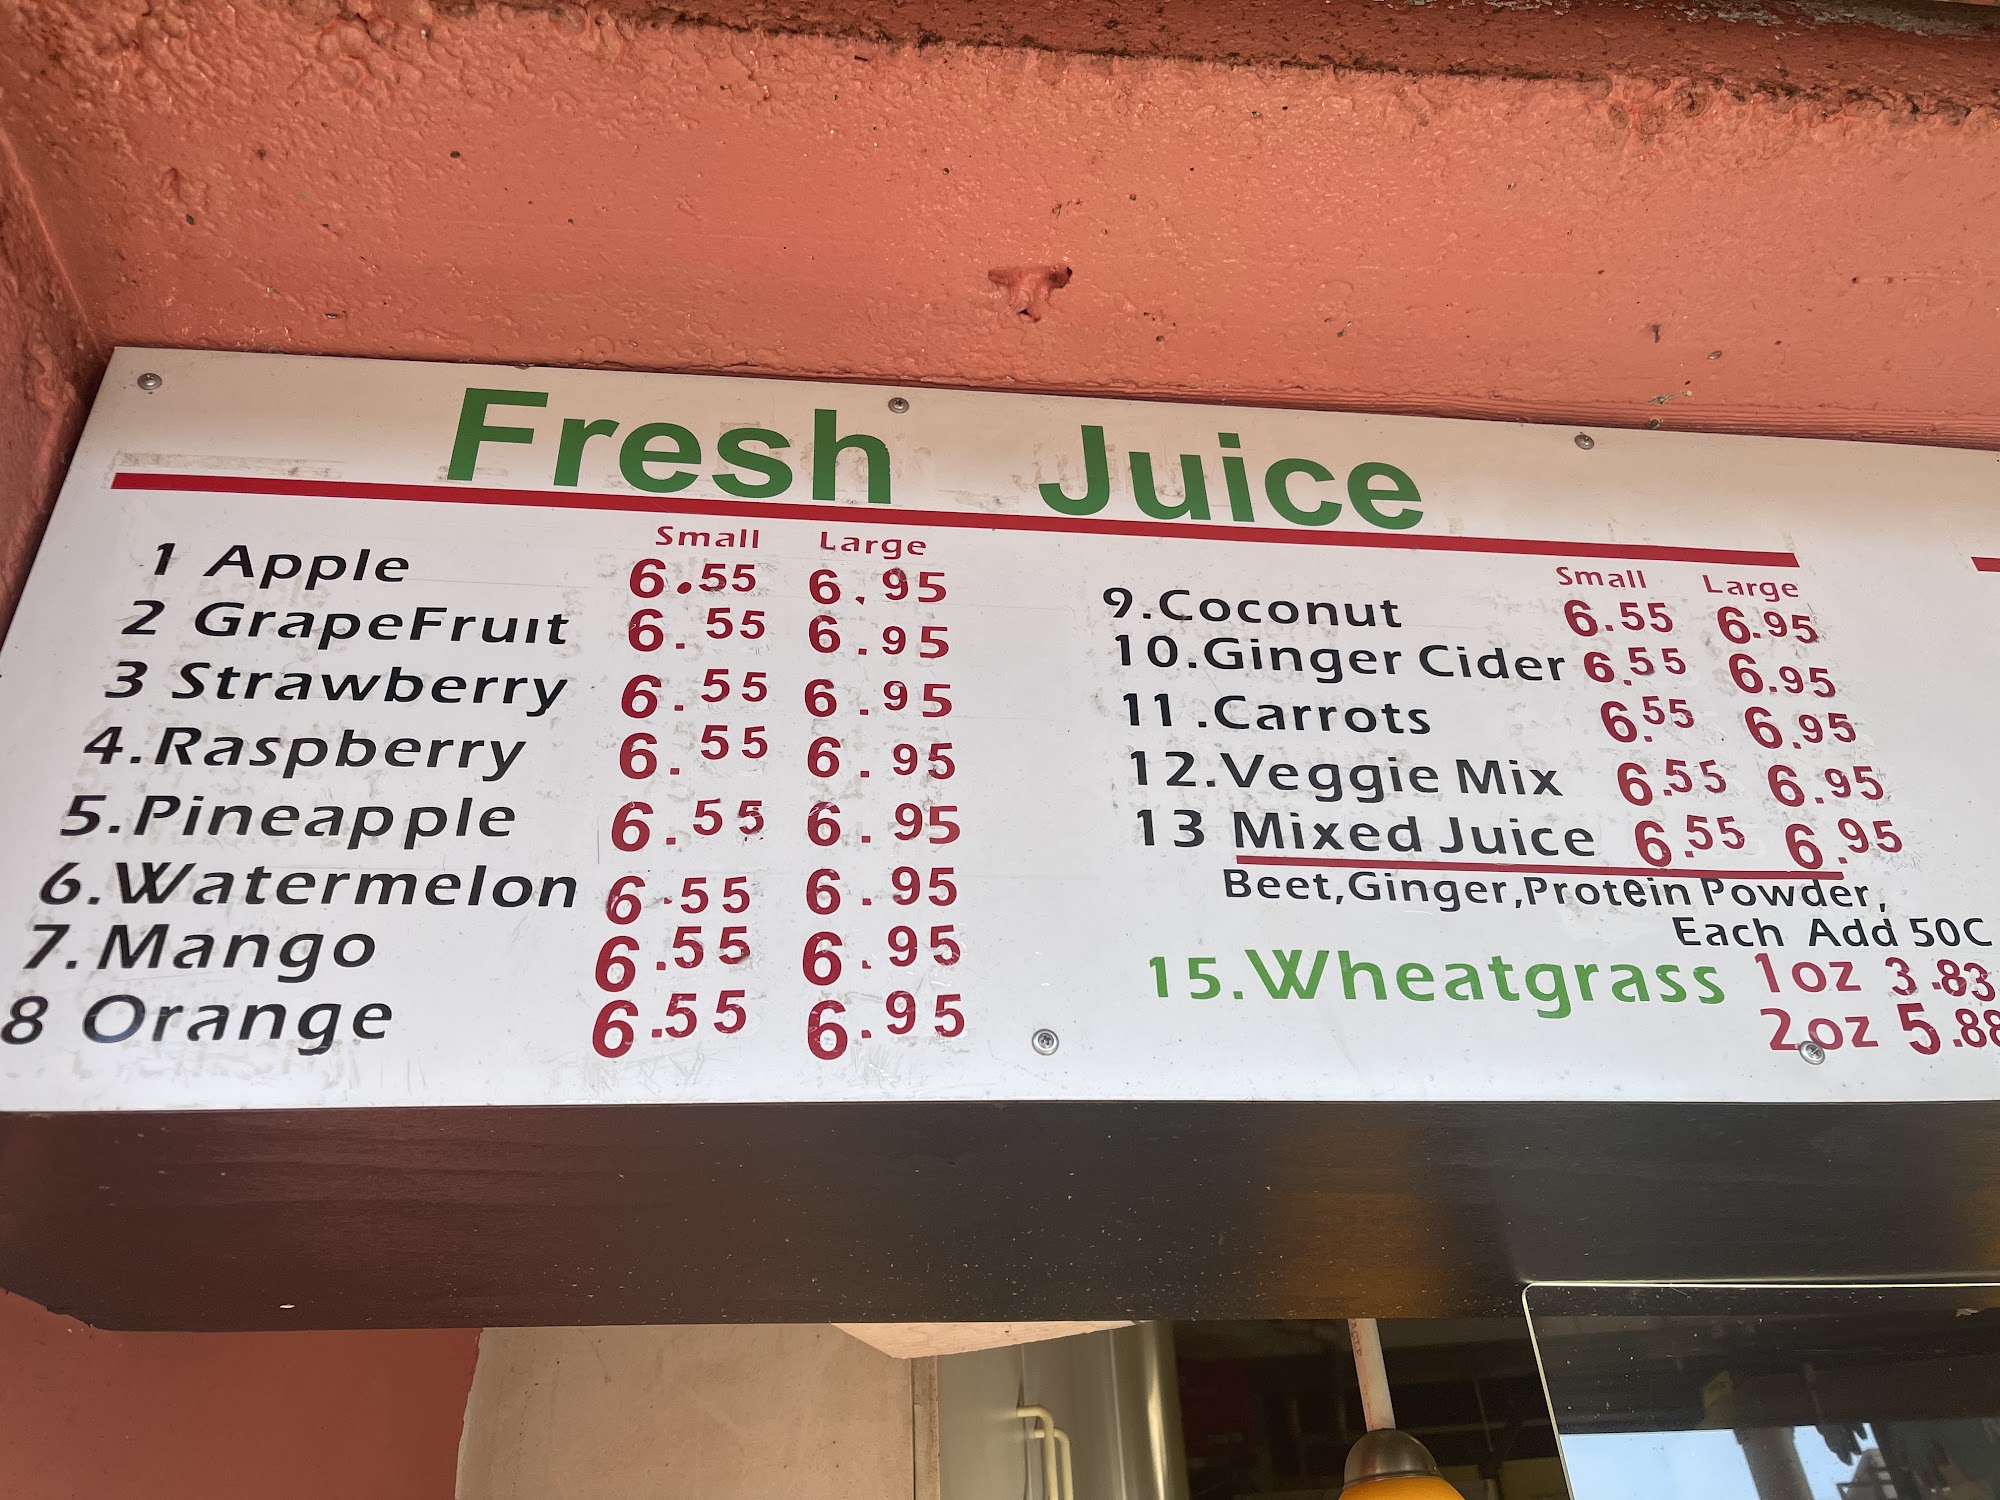 Fresh Juice
Small Large
1 Apple 6.55 6.95
2 GrapeFruit 6.55 6.95
3 Strawberry 6.55 6.95
4.Raspberry 6.55 6.95
5.Pineapple 6.55 6.95
6.Watermelon 6.55 6.95
7.Mango 6.55 6.95
8 Orange 6.55 6.95
Small Large
9.Coconut 6.55 6.95
10.Ginger Cider 6.55 6.95
11.Carrots 6.55 6.95
12.Veggie Mix 6.55 6.95
13 Mixed Juice 6.55 6.95
Beet,Ginger,Protein Powder,
Each Add 50C
15.Wheatgrass 1oz 3.83
2oz 5.88